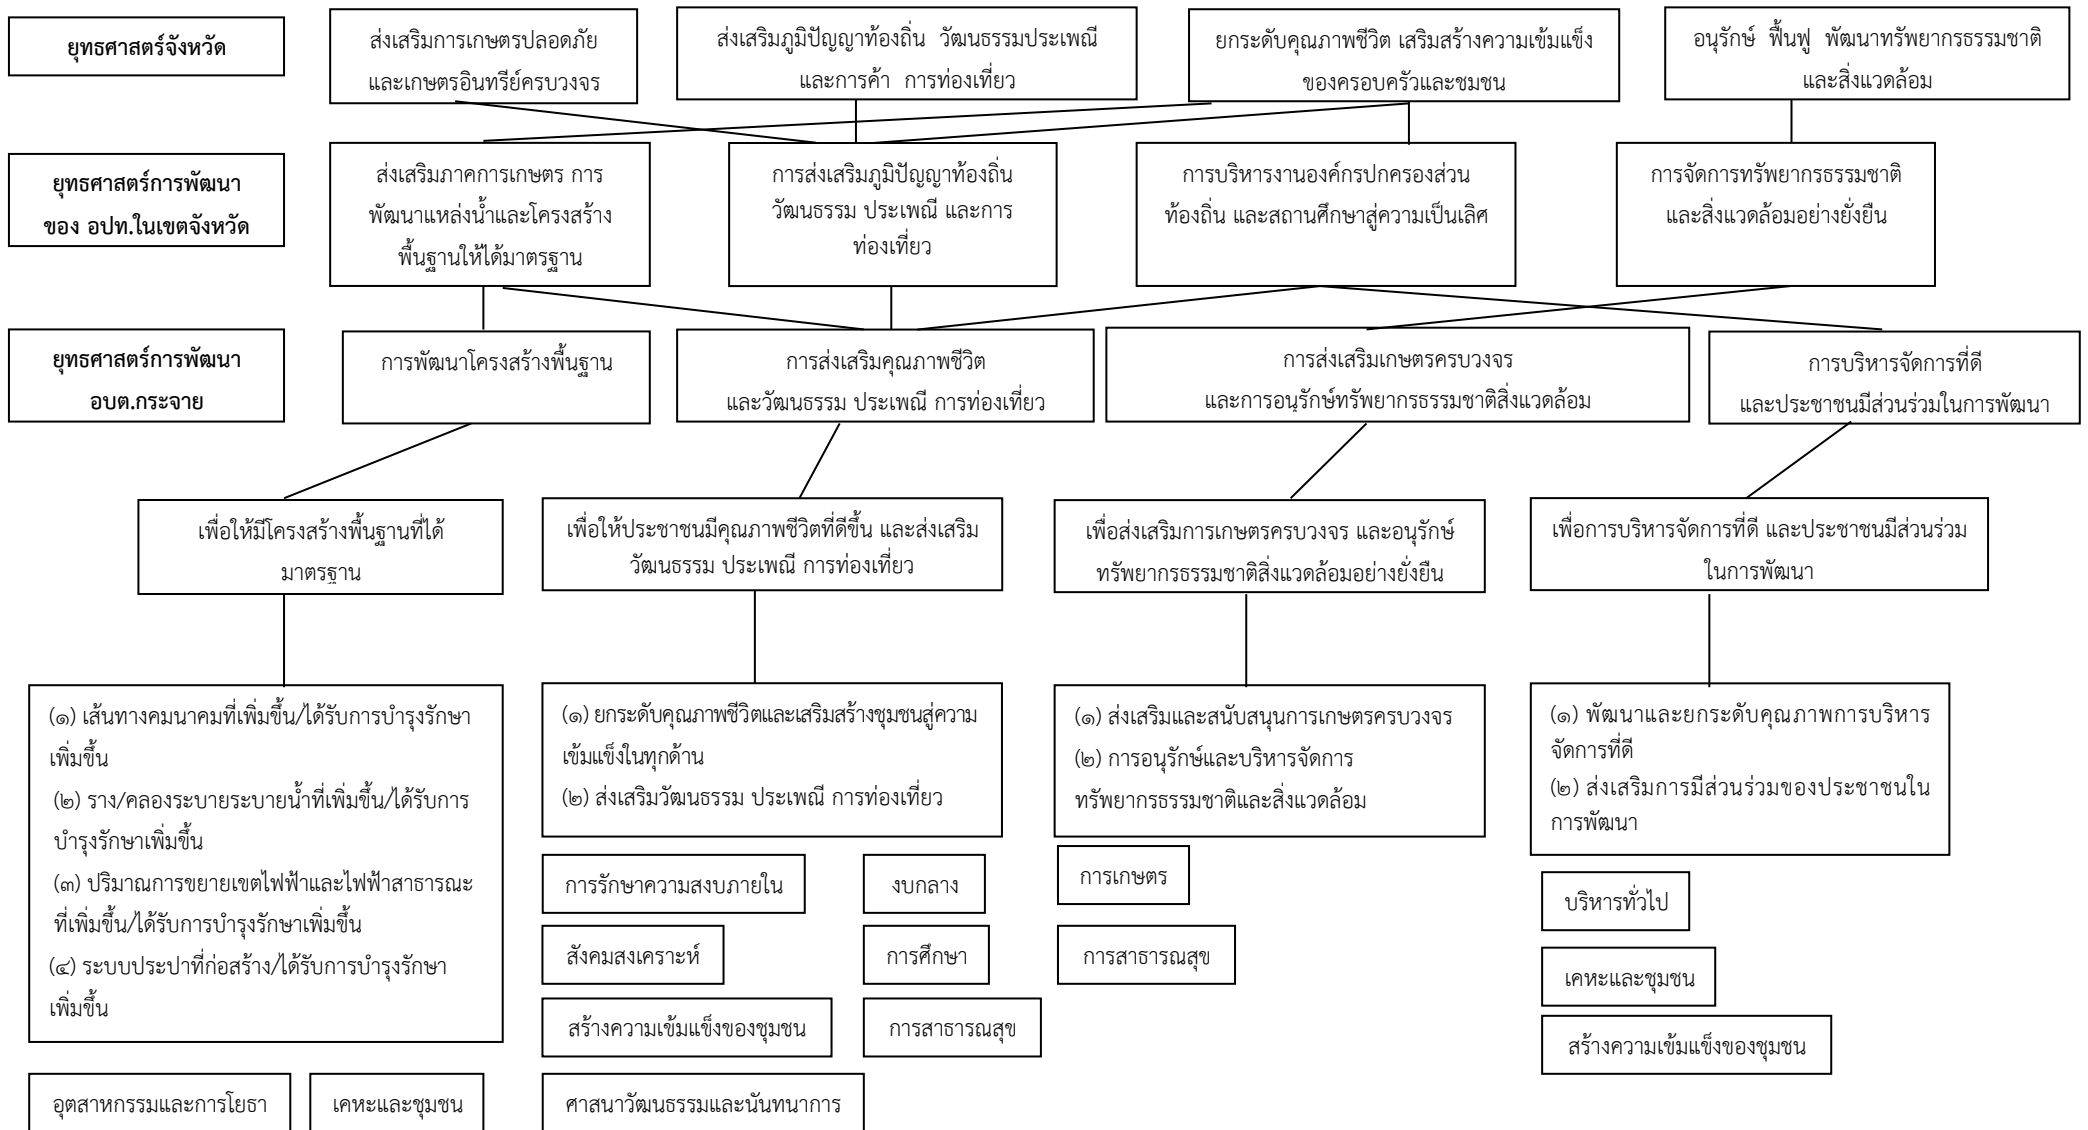 ยุทธศาสตร์จังหวัด
ส่งเสริมการเกษตรปลอดภัย
และเกษตรอินทรีย์ครบวงจร
ส่งเสริมภูมิปัญญาท้องถิ่น วัฒนธรรมประเพณี
และการค้า การท่องเที่ยว
ยกระดับคุณภาพชีวิต เสริมสร้างความเข้มแข็ง
ของครอบครัวและชุมชน
อนุรักษ์ ฟื้นฟู พัฒนาทรัพยากรธรรมชาติ
และสิ่งแวดล้อม
ยุทธศาสตร์การพัฒนา
ของ อปท.ในเขตจังหวัด
ส่งเสริมภาคการเกษตร การ
พัฒนาแหล่งน้ำและโครงสร้าง
พื้นฐานให้ได้มาตรฐาน
การส่งเสริมภูมิปัญญาท้องถิ่น
วัฒนธรรม ประเพณี และการ
ท่องเที่ยว
การบริหารงานองค์กรปกครองส่วน
ท้องถิ่น และสถานศึกษาสู่ความเป็นเลิศ
การจัดการทรัพยากรธรรมชาติ
และสิ่งแวดล้อมอย่างยั่งยืน
ยุทธศาสตร์การพัฒนา
อบต.กระจาย
การพัฒนาโครงสร้างพื้นฐาน
การส่งเสริมคุณภาพชีวิต
และวัฒนธรรม ประเพณี การท่องเที่ยว
การส่งเสริมเกษตรครบวงจร
และการอนุรักษ์ทรัพยากรธรรมชาติสิ่งแวดล้อม
การบริหารจัดการที่ดี
และประชาชนมีส่วนร่วมในการพัฒนา
เพื่อให้มีโครงสร้างพื้นฐานที่ได้
มาตรฐาน
เพื่อให้ประชาชนมีคุณภาพชีวิตที่ดีขึ้น และส่งเสริม
วัฒนธรรม ประเพณี การท่องเที่ยว
เพื่อส่งเสริมการเกษตรครบวงจร และอนุรักษ์
ทรัพยากรธรรมชาติสิ่งแวดล้อมอย่างยั่งยืน
เพื่อการบริหารจัดการที่ดี และประชาชนมีส่วนร่วม
ในการพัฒนา
(๑) เส้นทางคมนาคมที่เพิ่มขึ้น/ได้รับการบำรุงรักษา
เพิ่มขึ้น
(๒) ราง/คลองระบายระบายน้ำที่เพิ่มขึ้น/ได้รับการ
บำรุงรักษาเพิ่มขึ้น
(๓) ปริมาณการขยายเขตไฟฟ้าและไฟฟ้าสาธารณะ
ที่เพิ่มขึ้น/ได้รับการบำรุงรักษาเพิ่มขึ้น
(๔) ระบบประปาที่ก่อสร้าง/ได้รับการบำรุงรักษา
เพิ่มขึ้น
(๑) ยกระดับคุณภาพชีวิตและเสริมสร้างชุมชนสู่ความ
เข้มแข็งในทุกด้าน
(๒) ส่งเสริมวัฒนธรรม ประเพณี การท่องเที่ยว
(๑) ส่งเสริมและสนับสนุนการเกษตรครบวงจร
(๒) การอนุรักษ์และบริหารจัดการ
ทรัพยากรธรรมชาติและสิ่งแวดล้อม
(๑) พัฒนาและยกระดับคุณภาพการบริหาร
จัดการที่ดี
(๒) ส่งเสริมการมีส่วนร่วมของประชาชนใน
การพัฒนา
การรักษาความสงบภายใน
งบกลาง
การเกษตร
บริหารทั่วไป
สังคมสงเคราะห์
การศึกษา
การสาธารณสุข
เคหะและชุมชน
สร้างความเข้มแข็งของชุมชน
การสาธารณสุข
สร้างความเข้มแข็งของชุมชน
อุตสาหกรรมและการโยธา
เคหะและชุมชน
ศาสนาวัฒนธรรมและนันทนาการ